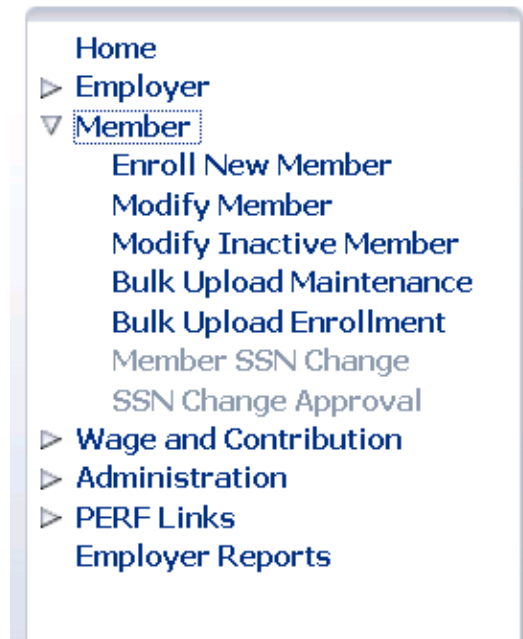 Home
Employer
Member
Enroll New Member
Modify Member
Modify Inactive Member
Bulk Upload Maintenance
Bulk Upload Enrollment
Member SSN Change
SSN Change Approval
Wage and Contribution
Administration
PERF Links
Employer Reports